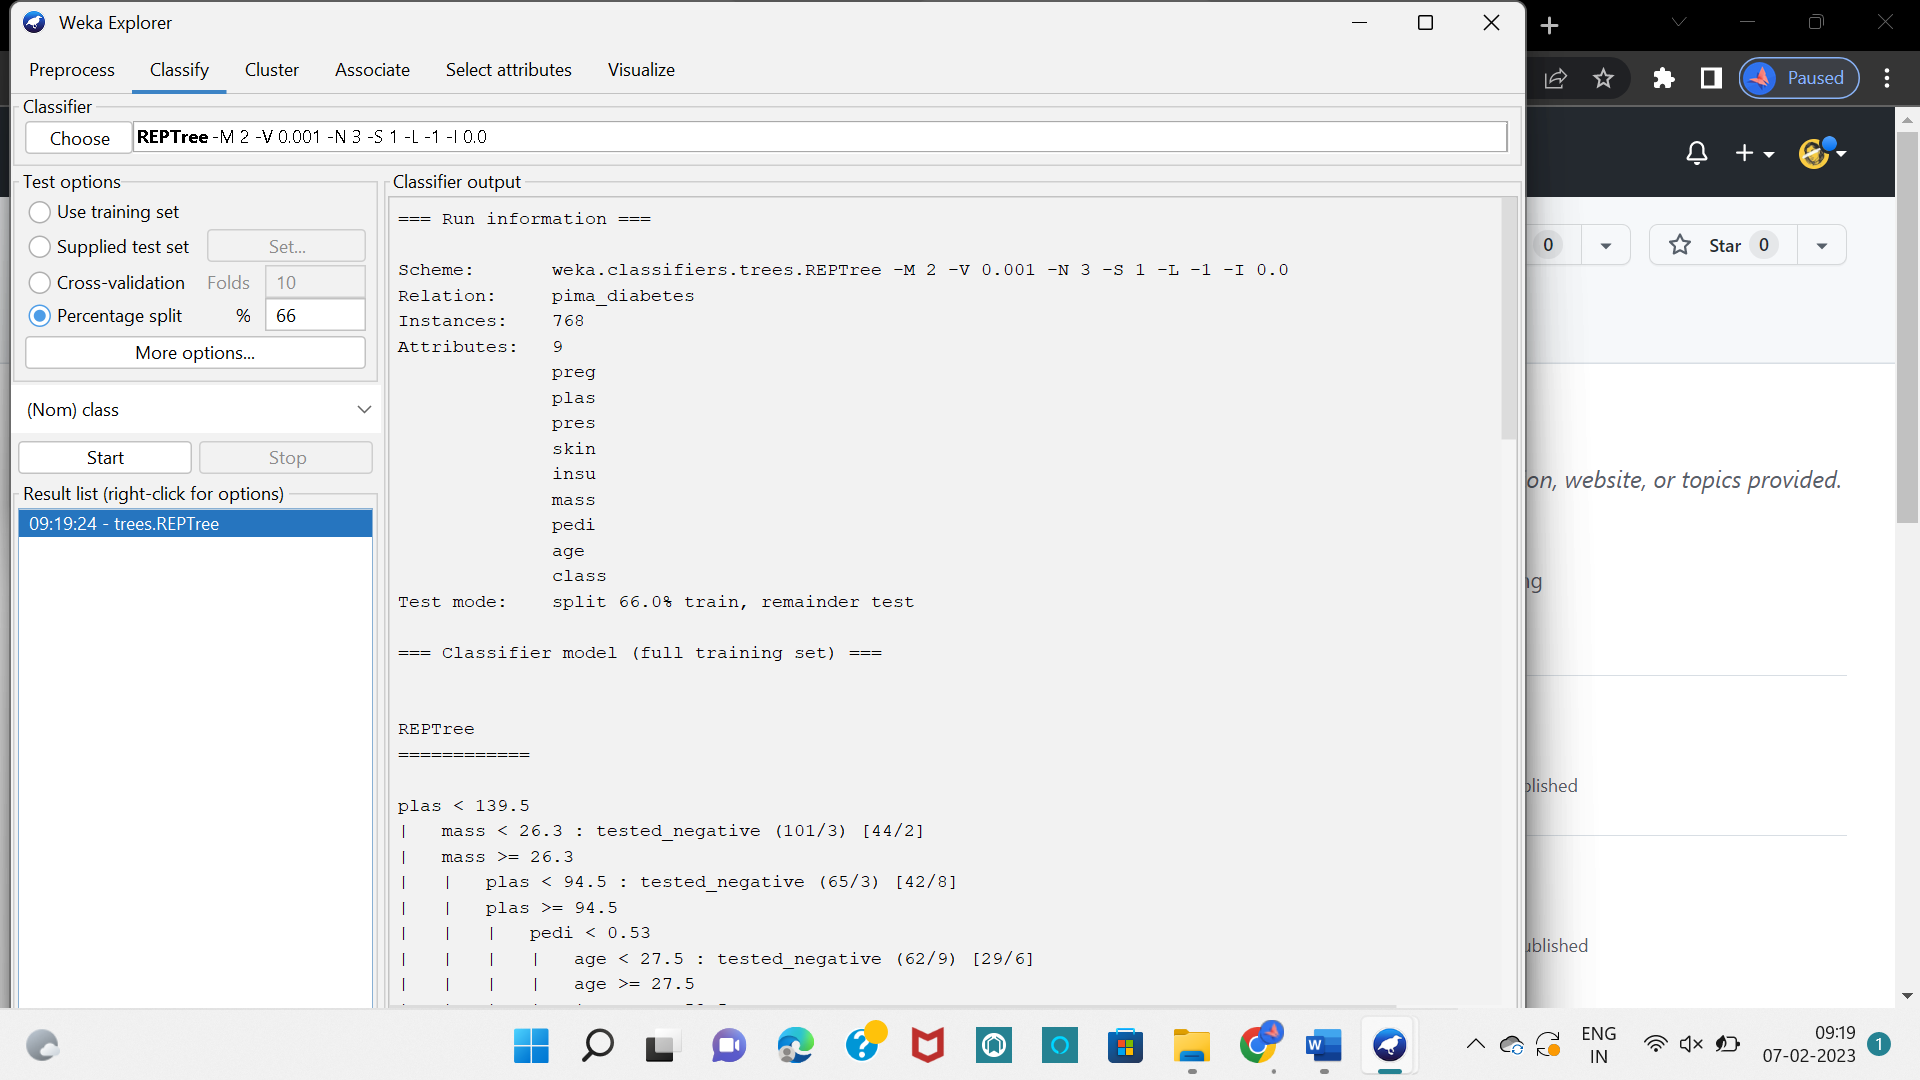 Weka Explorer
Preprocess Classify Cluster Associate Select attributes Visualize
Paused
Classifier
Choose REPTree -M 2 -V 0.001 -N 3 -S 1 -L -1 -I 0.0
Test options
Use training set
Supplied test set Set...
Cross-validation Folds 10
Percentage split % 66
More options...
(Nom) class
Start Stop
Result list (right-click for options)
09:19:24 - trees.REPTree
Classifier output
=== Run information ===
Scheme: weka.classifiers.trees.REPTree -M 2 -V 0.001 -N 3 -S 1 -L -1 -I 0.0
Relation: pima_diabetes
Instances: 768
Attributes: 9
preg
plas
pres
skin
insu
mass
pedi
age
class
Test mode: split 66.0% train, remainder test
=== Classifier model (full training set) ===
REPTree
============
plas < 139.5
| mass < 26.3 : tested_negative (101/3) [44/2]
| mass >= 26.3
| | plas < 94.5 : tested_negative (65/3) [42/8]
| | plas >= 94.5
| | | pedi < 0.53
| | | | age < 27.5 : tested_negative (62/9) [29/6]
| | | | age >= 27.5
0 Star 0
on, website, or topics provided.
ng
blished
ublished
ENG
IN
09:19
07-02-2023
1